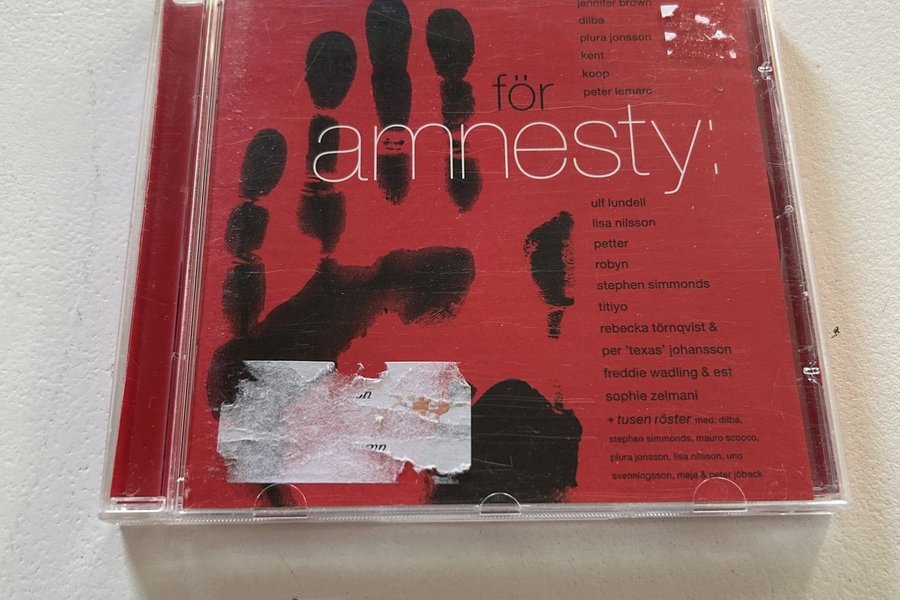 jennifer brown
dilba
plura jonsson
kent
koop
peter lemarc
för
amnesty:
ulf lundell
lisa nilsson
petter
robyn
stephen simmonds
titiyo
rebecka törnqvist &
per 'texas' johansson
freddie wadling & est
sophie zelmani
+ tusen röster med: dilba,
stephen simmonds, mauro scocco,
plura jonsson, lisa nilsson, uno
svenningsson, meja & peter jöback